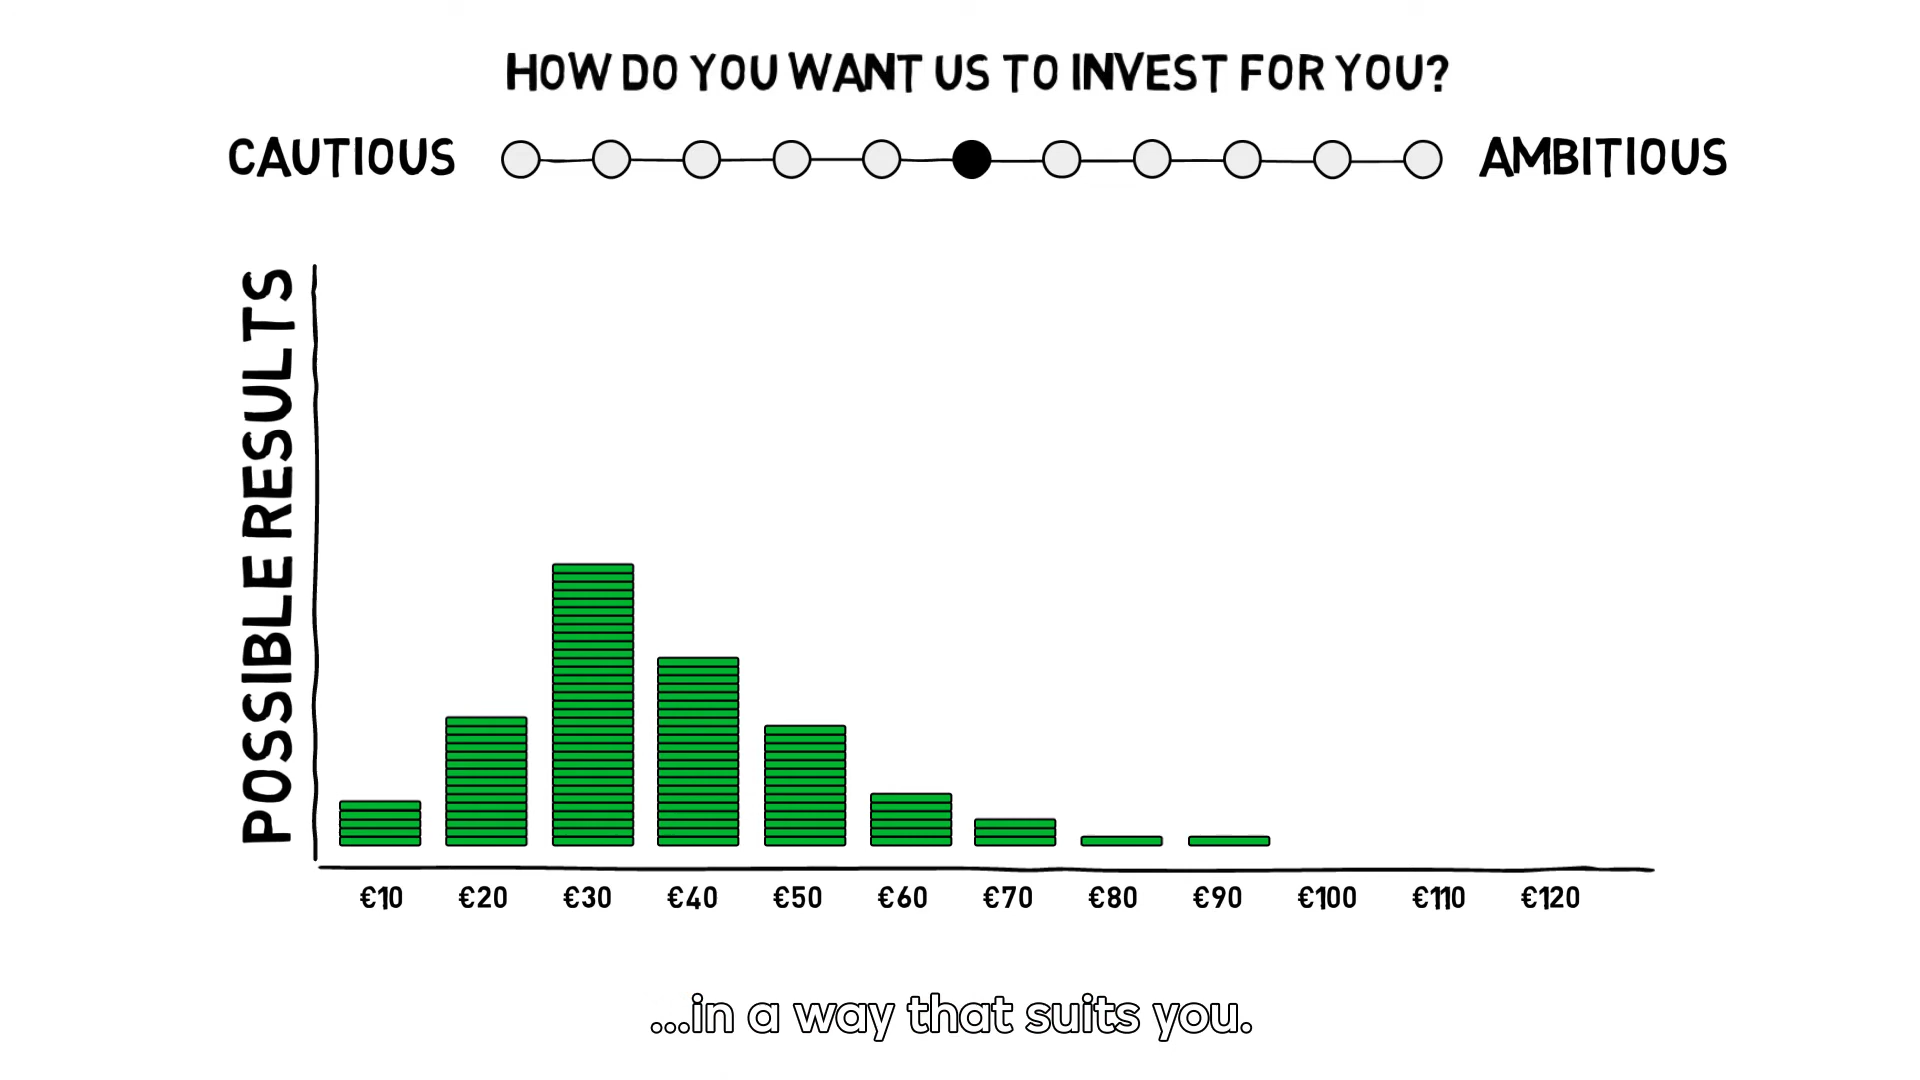 HOW DO YOU WANT US TO INVEST FOR YOU?
CAUTIOUS
AMBITIOUS
POSSIBLE RESULTS
€10 €20 €30 €40 €50 €60 €70 €80 €90 €100 €110 €120
...in a way that suits you.